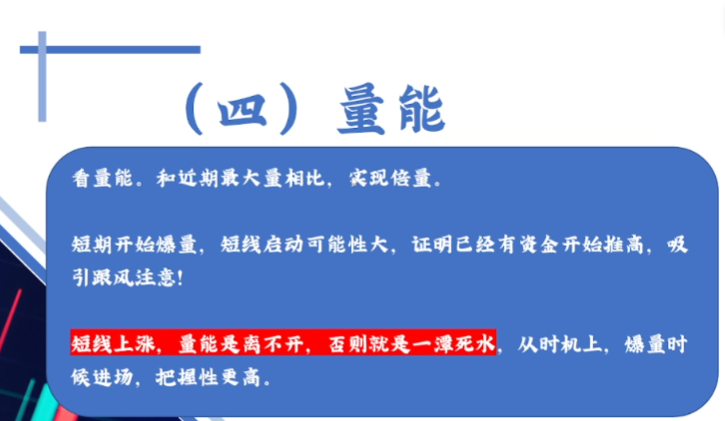 （四）量能
看量能。和近期最大量相比，实现倍量。
短期开始爆量，短线启动可能性大，证明已经有资金开始推高，吸
引跟风注意！
短线上涨，量能是离不开，否则就是一潭死水，从时机上，爆量时
候进场，把握性更高。